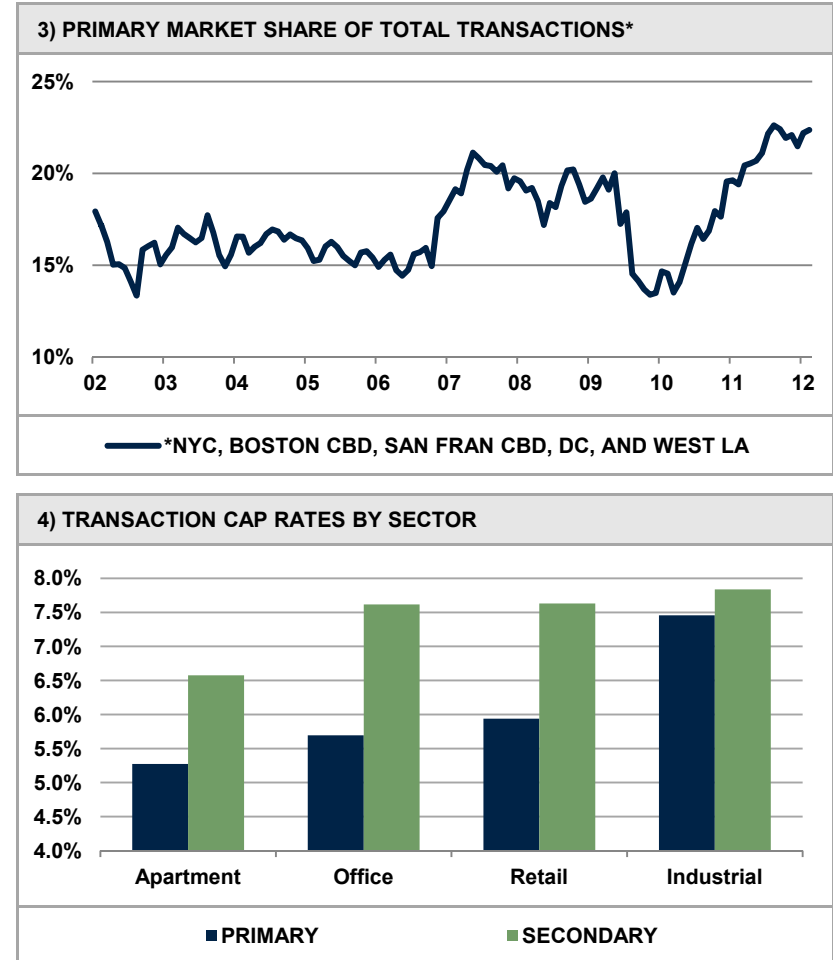 3) PRIMARY MARKET SHARE OF TOTAL TRANSACTIONS*
25%
20%
15%
10%
02 03 04 05 06 07 08 09 10 11 12
*NYC, BOSTON CBD, SAN FRAN CBD, DC, AND WEST LA
4) TRANSACTION CAP RATES BY SECTOR
8.0%
7.5%
7.0%
6.5%
6.0%
5.5%
5.0%
4.5%
4.0%
Apartment Office Retail Industrial
PRIMARY SECONDARY